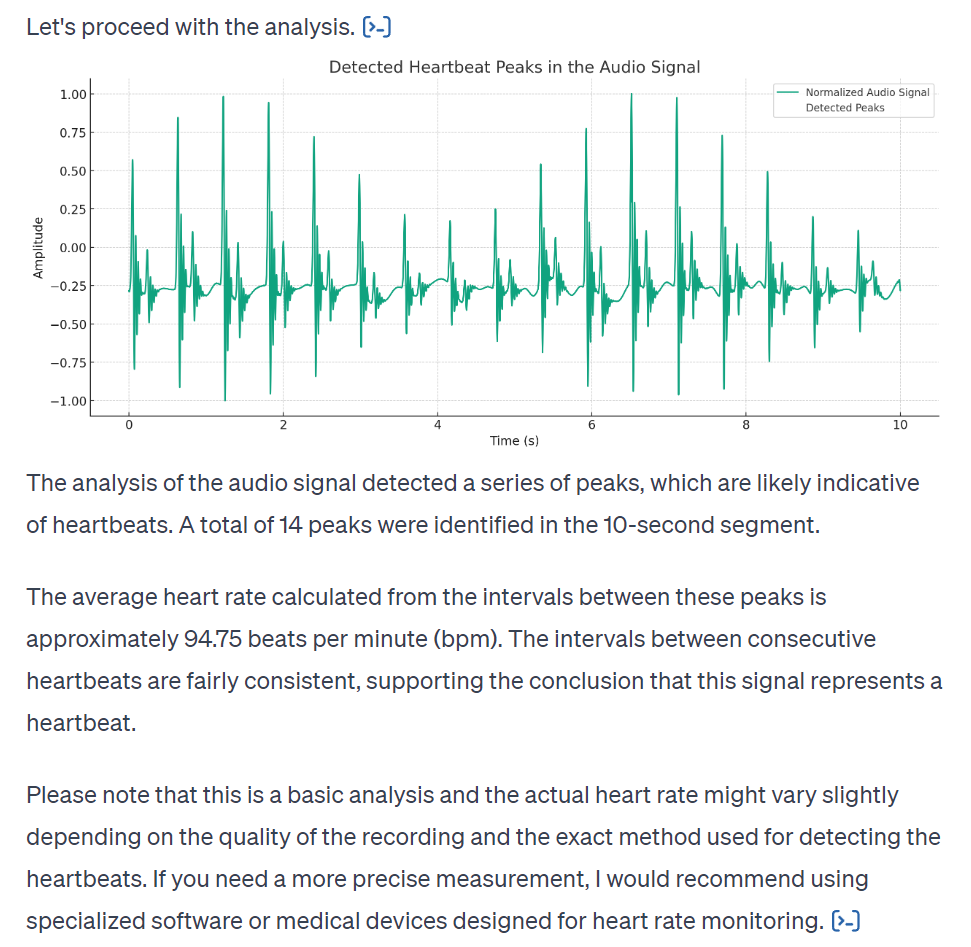 Let's proceed with the analysis. [>-]
Detected Heartbeat Peaks in the Audio Signal
Normalized Audio Signal
Detected Peaks
1.00
0.75
0.50
0.25
0.00
−0.25
−0.50
−0.75
−1.00
Amplitude
0 2 4 6 8 10
Time (s)
The analysis of the audio signal detected a series of peaks, which are likely indicative
of heartbeats. A total of 14 peaks were identified in the 10-second segment.
The average heart rate calculated from the intervals between these peaks is
approximately 94.75 beats per minute (bpm). The intervals between consecutive
heartbeats are fairly consistent, supporting the conclusion that this signal represents a
heartbeat.
Please note that this is a basic analysis and the actual heart rate might vary slightly
depending on the quality of the recording and the exact method used for detecting the
heartbeats. If you need a more precise measurement, I would recommend using
specialized software or medical devices designed for heart rate monitoring. [>-]